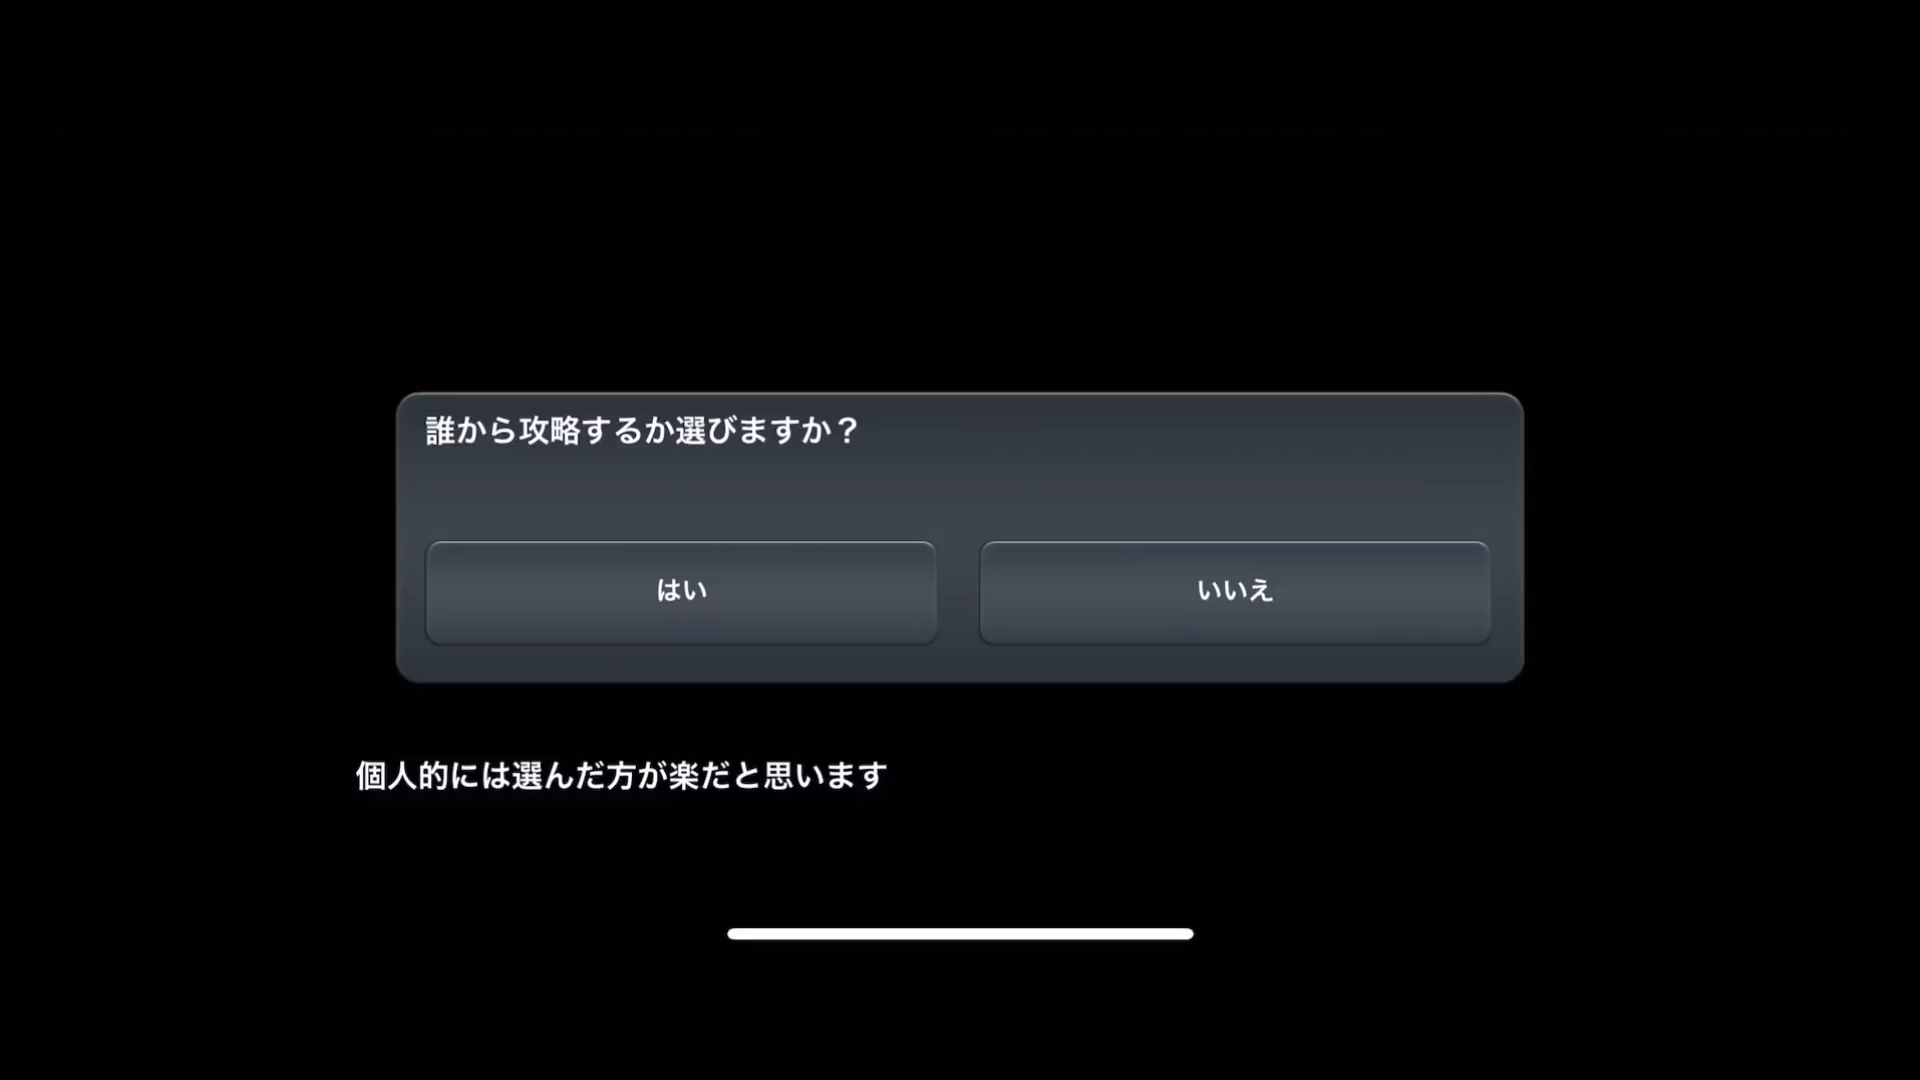 誰から攻略するか選びますか？
はい
いいえ
個人的には選んだ方が楽だと思います